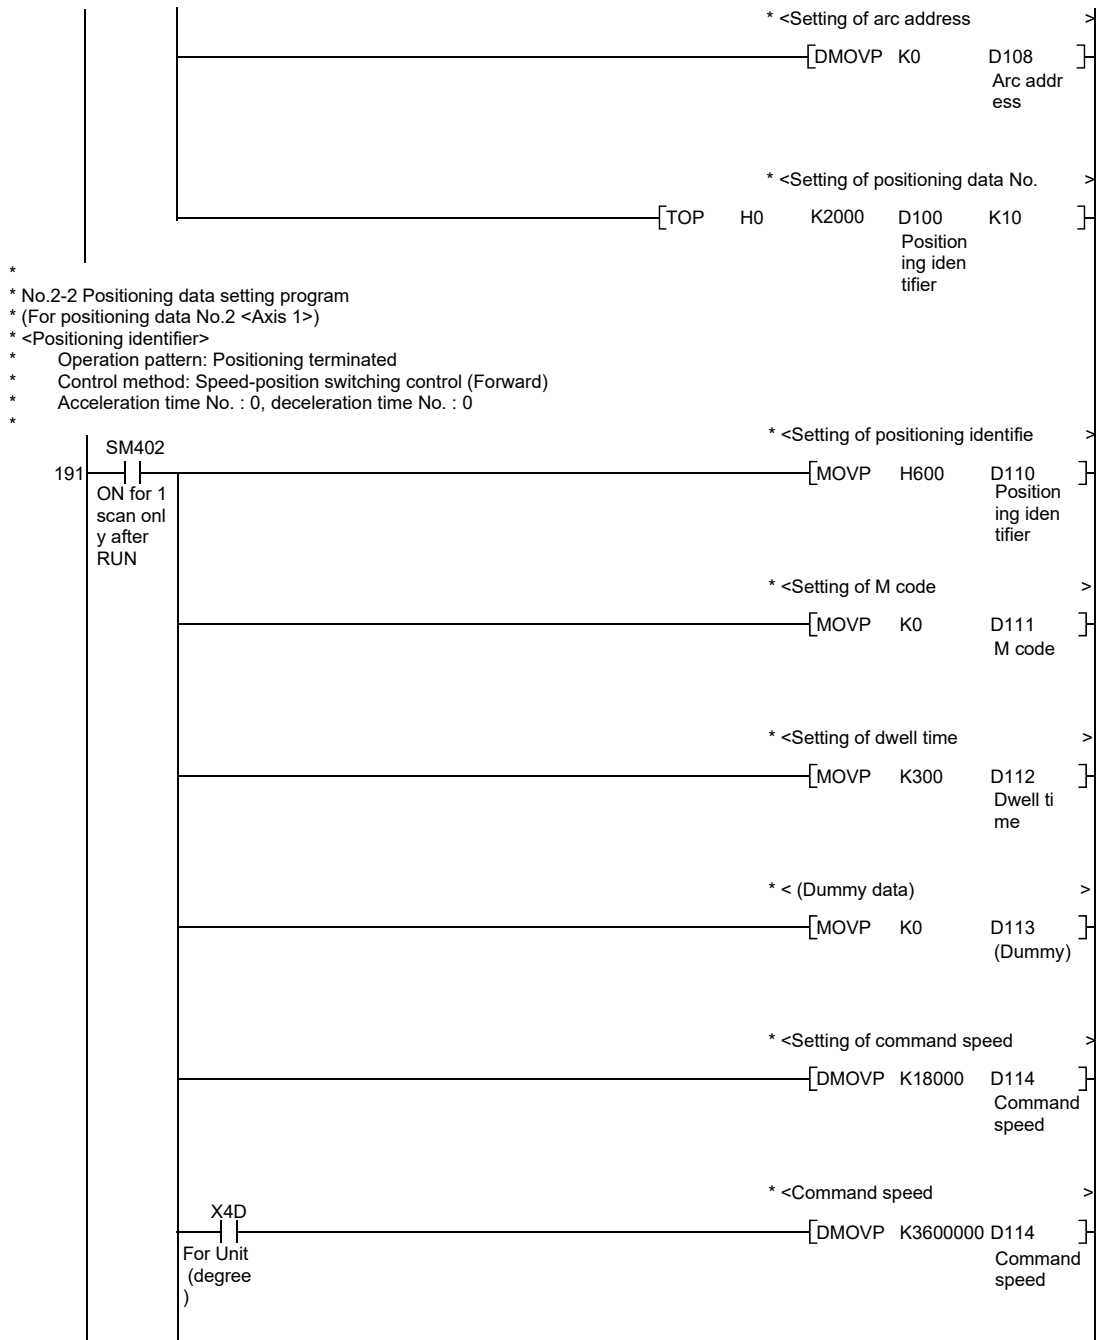 * <Setting of arc address >
DMOVP K0 D108
Arc addr
ess
* <Setting of positioning data No. >
TOP H0 K2000 D100 K10
Position
ing iden
tifier
*
* No.2-2 Positioning data setting program
* (For positioning data No.2 <Axis 1>)
* <Positioning identifier>
* Operation pattern: Positioning terminated
* Control method: Speed-position switching control (Forward)
* Acceleration time No. : 0, deceleration time No. : 0
*
* <Setting of positioning identifie >
SM402
191 MOVP H600 D110
ON for 1
scan onl
y after
RUN
Position
ing iden
tifier
* <Setting of M code >
MOVP K0 D111
M code
* <Setting of dwell time >
MOVP K300 D112
Dwell ti
me
* < (Dummy data) >
MOVP K0 D113
(Dummy)
* <Setting of command speed >
DMOVP K18000 D114
Command
speed
* <Command speed >
X4D
DMOVP K3600000 D114
For Unit
(degree
)
Command
speed